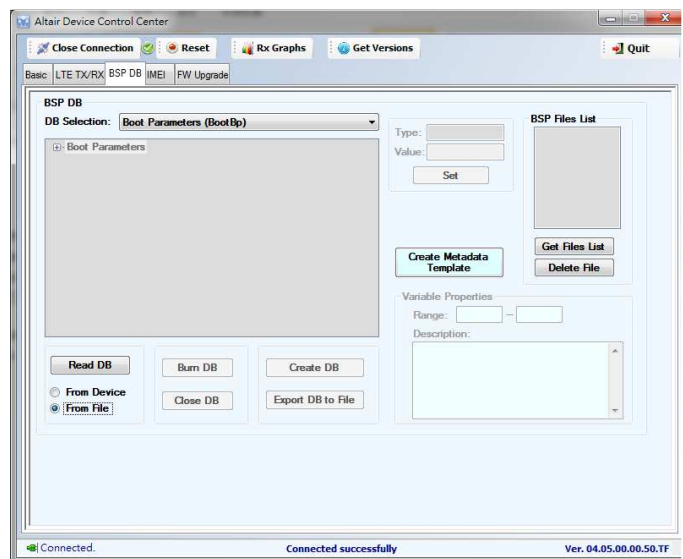 Altair Device Control Center
Close Connection Reset Rx Graphs Get Versions Quit
Basic LTE TX/RX BSP DB IMEI FW Upgrade
BSP DB
DB Selection: Boot Parameters (BootBp)
Boot Parameters
Type:
Value:
Set
BSP Files List
Get Files List
Delete File
Create Metadata
Template
Variable Properties
Range: –
Description:
Read DB
From Device
From File
Burn DB
Close DB
Create DB
Export DB to File
Connected. Connected successfully Ver. 04.05.00.00.50.TF